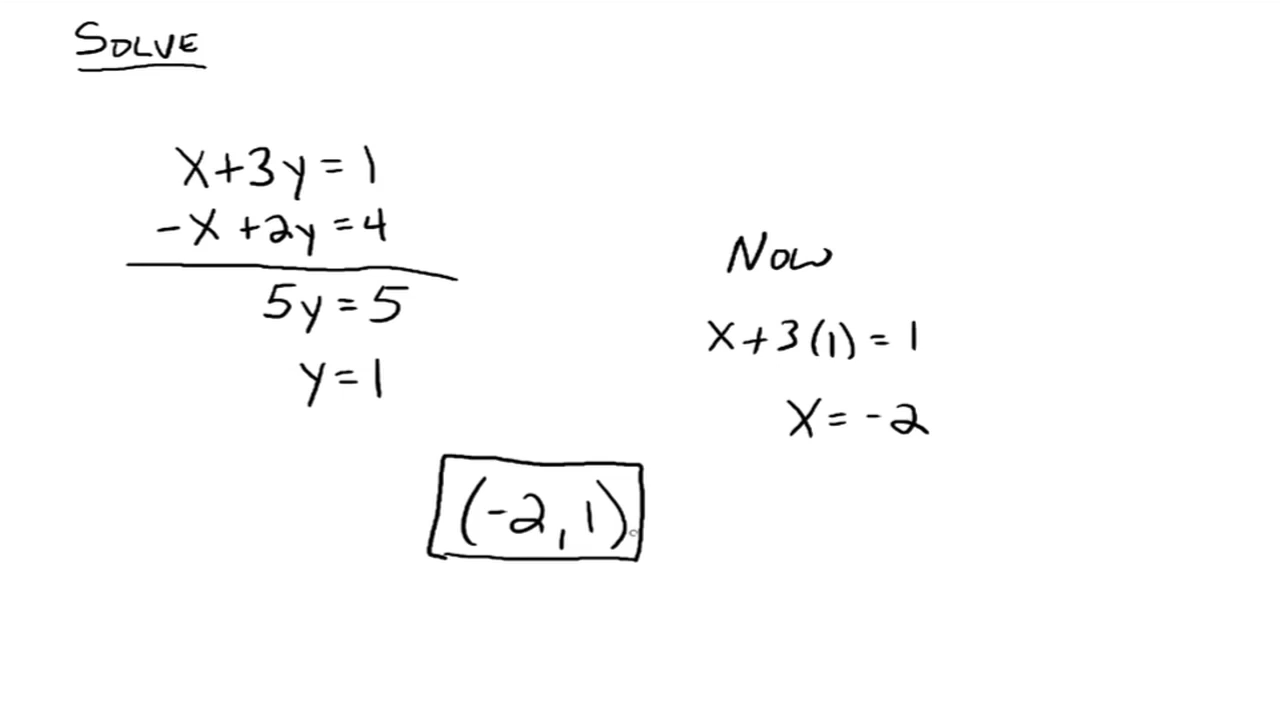 SOLVE
X+3y=1
-X+2y=4
5y=5
y=1
Now
X+3(1)=1
X=-2
(-2,1)